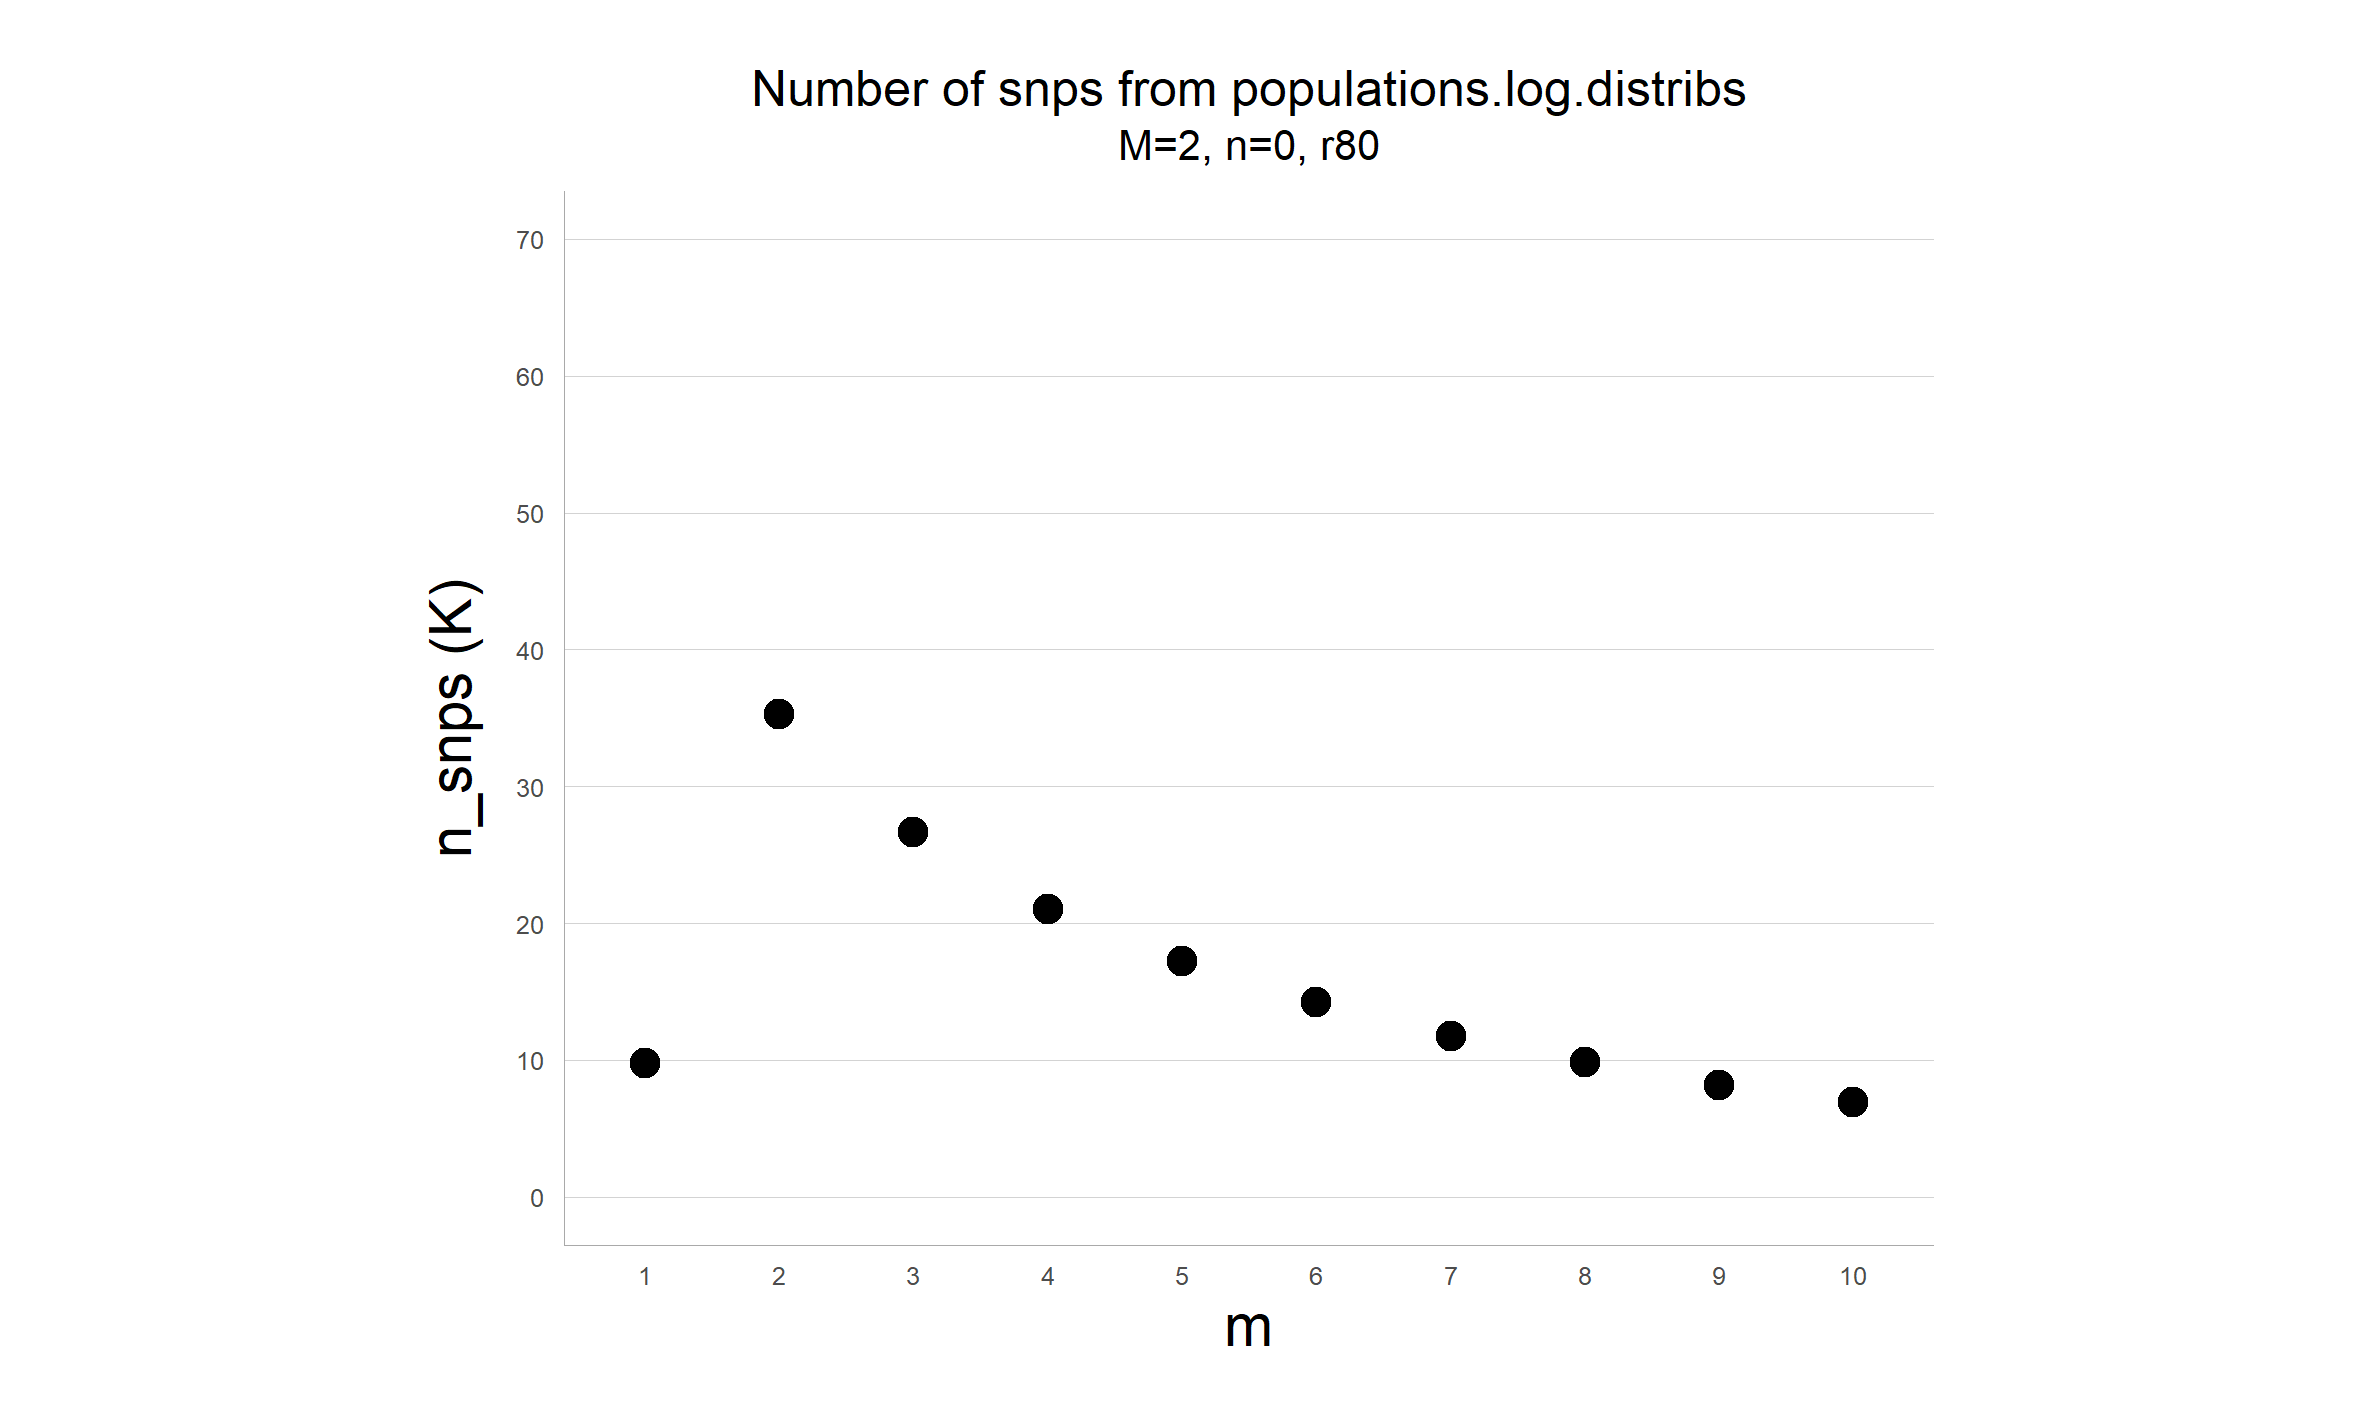 Number of snps from populations.log.distribs
M=2, n=0, r80
n_snps (K)
70
60
50
40
30
20
10
0
1 2 3 4 5 6 7 8 9 10
m